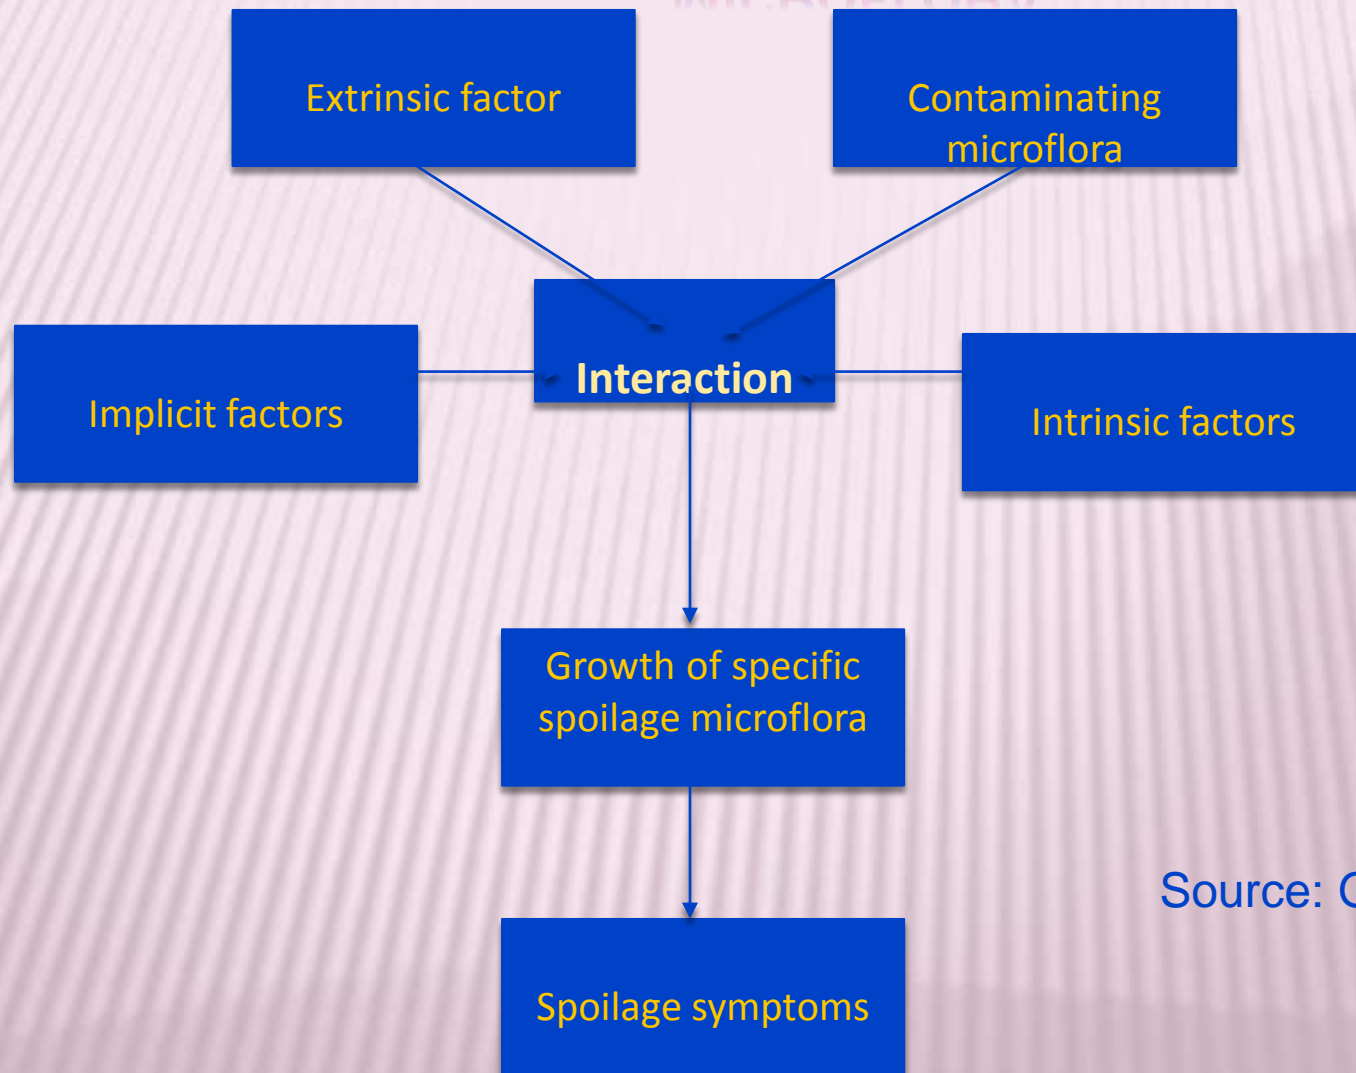 Extrinsic factor
Contaminating
microflora
Interaction
Implicit factors
Intrinsic factors
Growth of specific
spoilage microflora
Source:
Spoilage symptoms